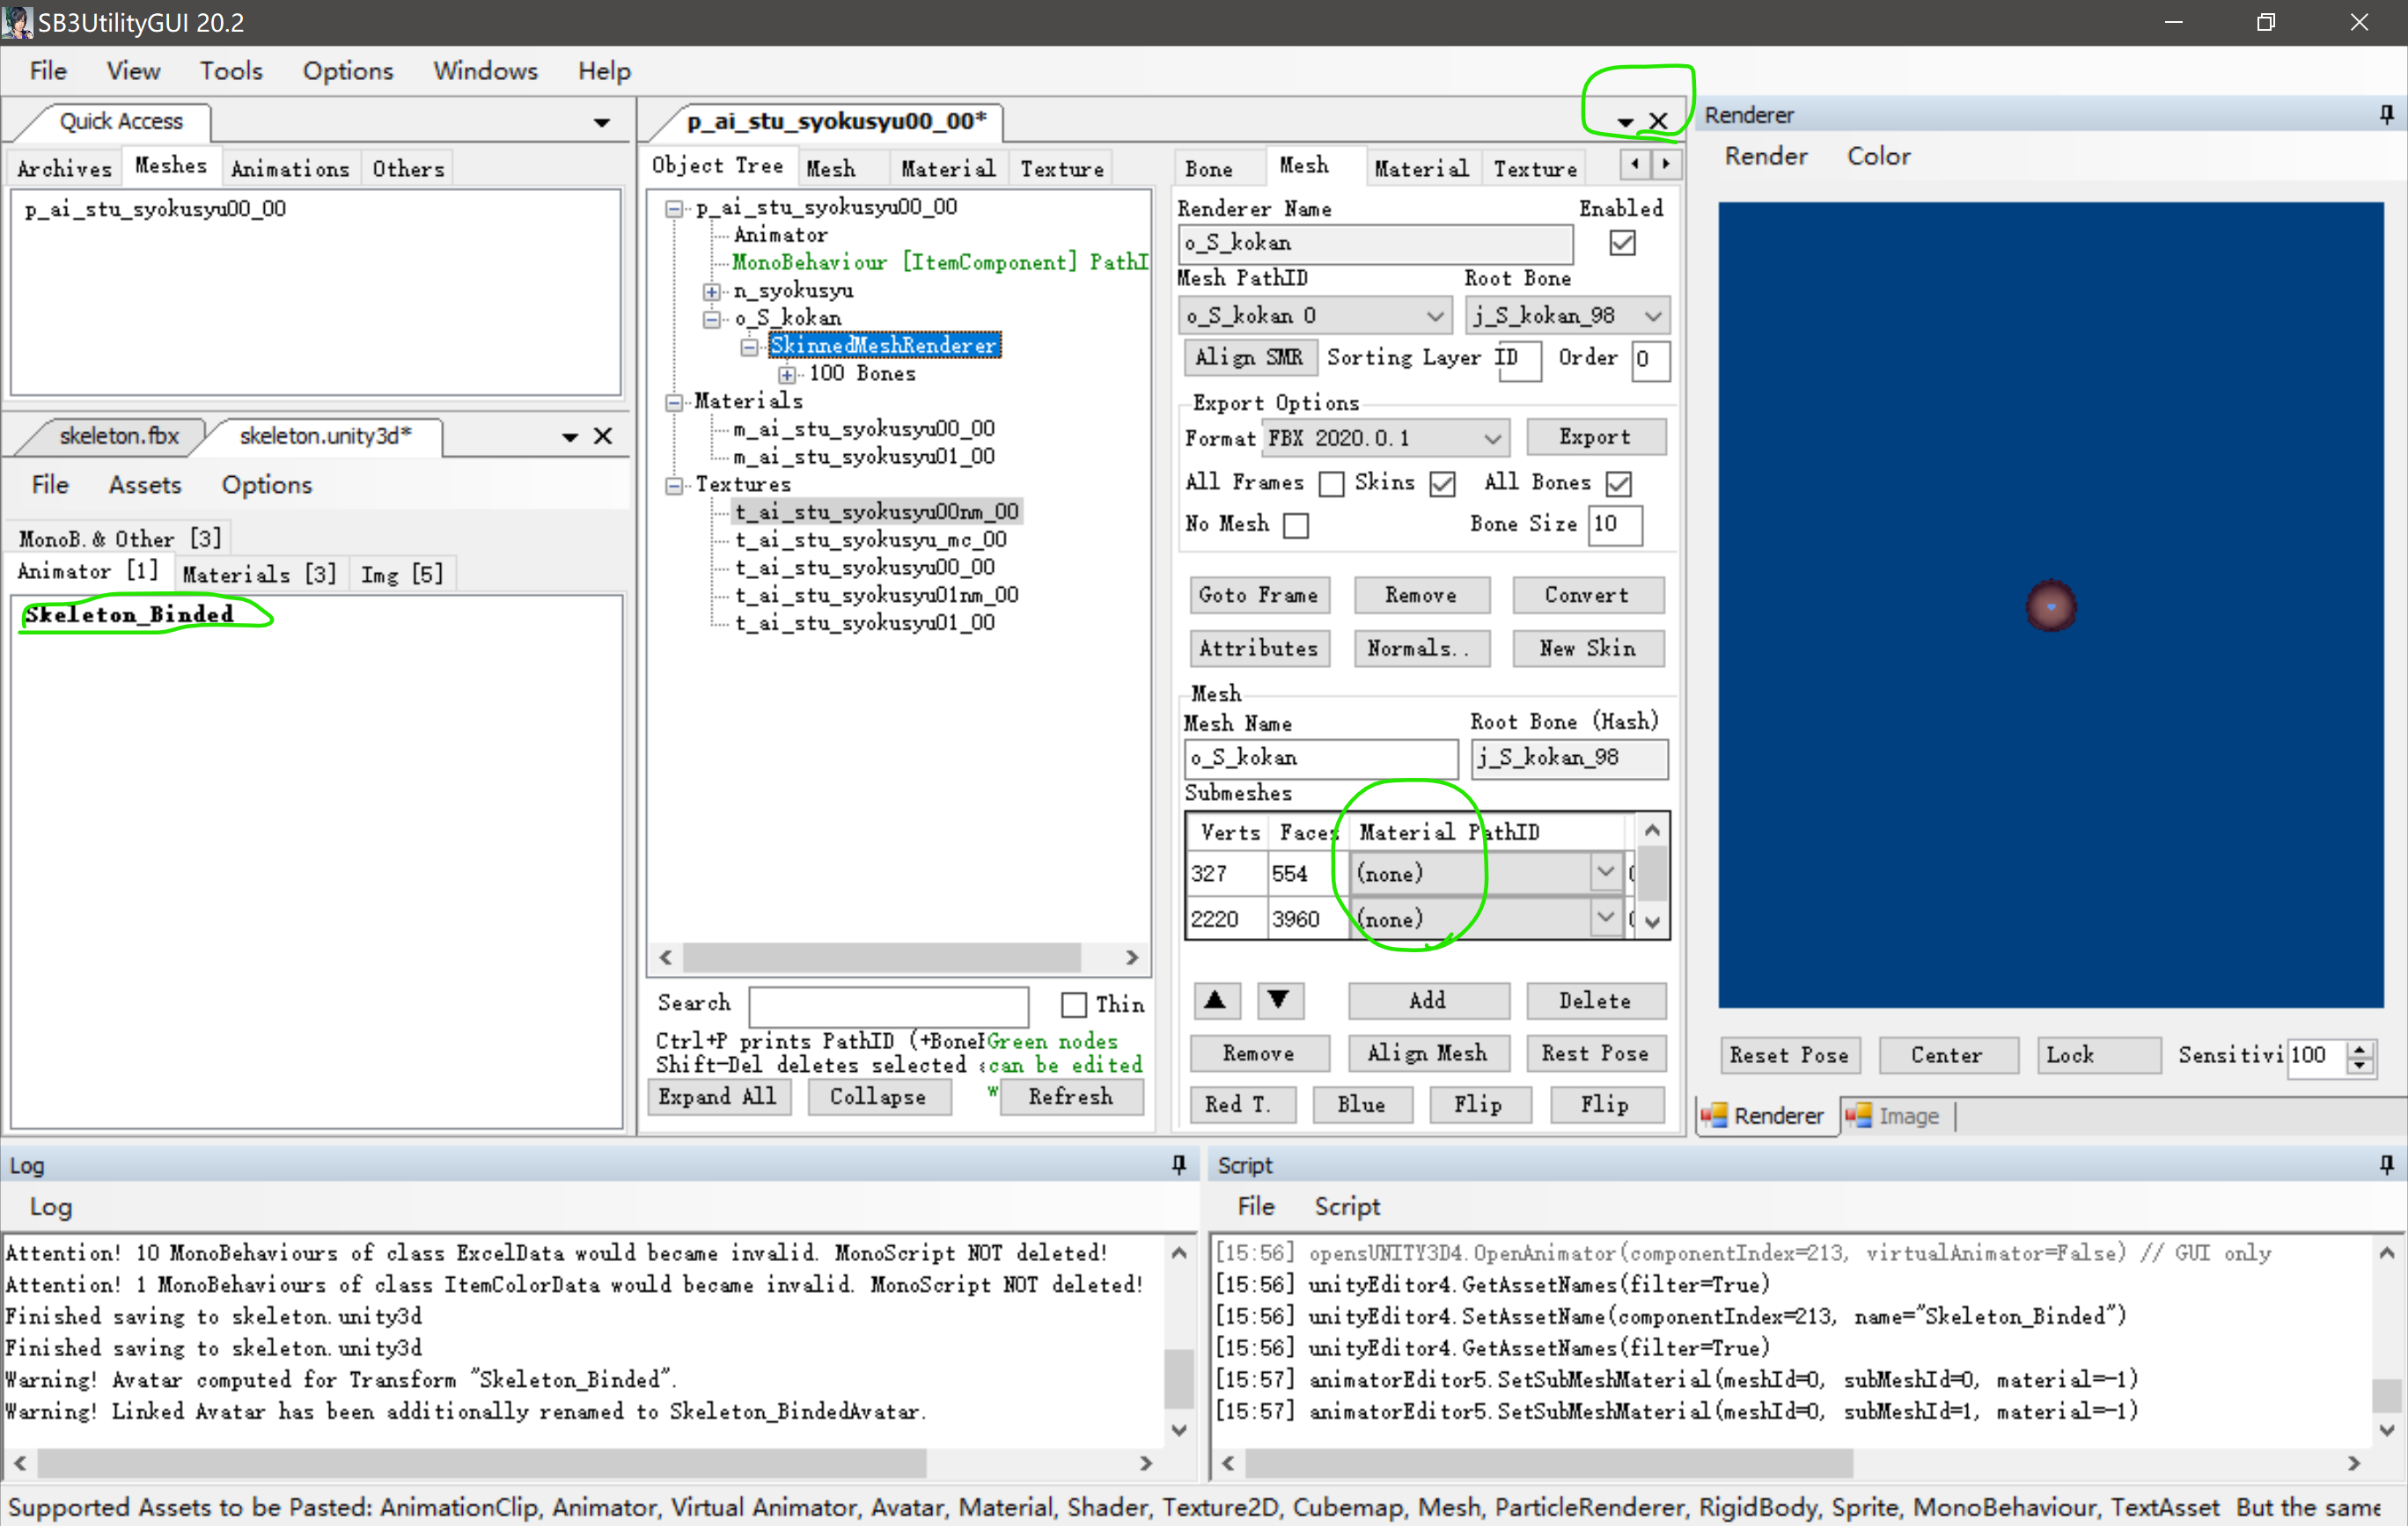 SB3UtilityGUI 20.2
File View Tools Options Windows Help
Quick Access
Archives Meshes Animations Others
p_ai_stu_syokusyu00_00
skeleton.fbx skeleton.unity3d*
File Assets Options
MonoB.& Other [3]
Animator [1] Materials [3] Img [5]
Skeleton_Binded
p_ai_stu_syokusyu00_00*
Object Tree Mesh Material Texture
p_ai_stu_syokusyu00_00
Animator
MonoBehaviour [ItemComponent] PathI
n_syokusyu
o_S_kokan
SkinnedMeshRenderer
100 Bones
Materials
m_ai_stu_syokusyu00_00
m_ai_stu_syokusyu01_00
Textures
t_ai_stu_syokusyu00nm_00
t_ai_stu_syokusyu_mc_00
t_ai_stu_syokusyu00_00
t_ai_stu_syokusyu01nm_00
t_ai_stu_syokusyu01_00
Search Thin
Ctrl+P prints PathID (+Bone Green nodes
Shift-Del deletes selected can be edited
w
Expand All Collapse Refresh
Bone Mesh Material Texture
Renderer Name Enabled
o_S_kokan
Mesh PathID Root Bone
o_S_kokan 0 j_S_kokan_98
Align SMR Sorting Layer ID Order 0
Export Options
Format FBX 2020.0.1 Export
All Frames Skins All Bones
No Mesh Bone Size 10
Goto Frame Remove Convert
Attributes Normals.. New Skin
Mesh
Mesh Name Root Bone (Hash)
o_S_kokan j_S_kokan_98
Submeshes
Verts Faces Material PathID
327 554 (none)
2220 3960 (none)
Add Delete
Remove Align Mesh Rest Pose
Red T. Blue Flip Flip
Renderer
Render Color
Reset Pose Center Lock Sensitivi 100
Renderer Image
Log
Log
Attention! 10 MonoBehaviours of class ExcelData would became invalid. MonoScript NOT deleted!
Attention! 1 MonoBehaviours of class ItemColorData would became invalid. MonoScript NOT deleted!
Finished saving to skeleton.unity3d
Finished saving to skeleton.unity3d
Warning! Avatar computed for Transform "Skeleton_Binded".
Warning! Linked Avatar has been additionally renamed to Skeleton_BindedAvatar.
Script
File Script
[15:56] opensUNITY3D4.OpenAnimator(componentIndex=213, virtualAnimator=False) // GUI only
[15:56] unityEditor4.GetAssetNames(filter=True)
[15:56] unityEditor4.SetAssetName(componentIndex=213, name="Skeleton_Binded")
[15:56] unityEditor4.GetAssetNames(filter=True)
[15:57] animatorEditor5.SetSubMeshMaterial(meshId=0, subMeshId=0, material=-1)
[15:57] animatorEditor5.SetSubMeshMaterial(meshId=0, subMeshId=1, material=-1)
Supported Assets to be Pasted: AnimationClip, Animator, Virtual Animator, Avatar, Material, Shader, Texture2D, Cubemap, Mesh, ParticleRenderer, RigidBody, Sprite, MonoBehaviour, TextAsset But the same